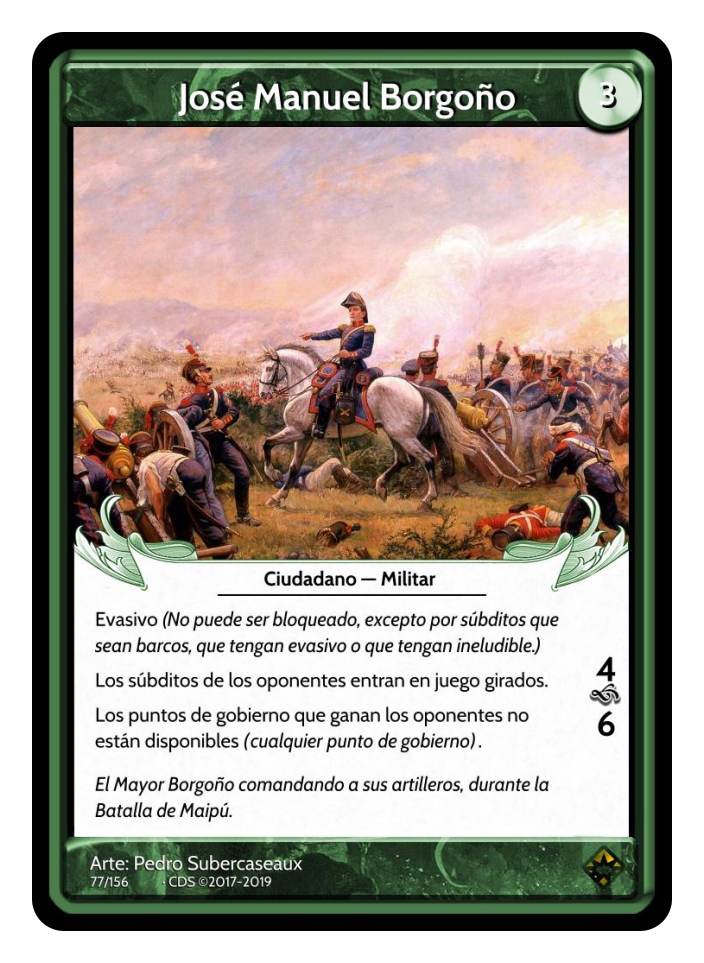 José Manuel Borgoño
3
Ciudadano — Militar
Evasivo (No puede ser bloqueado, excepto por súbditos que
sean barcos, que tengan evasivo o que tengan ineludible.)
Los súbditos de los oponentes entran en juego girados.
4
6
Los puntos de gobierno que ganan los oponentes no
están disponibles (cualquier punto de gobierno).
El Mayor Borgoño comandando a sus artilleros, durante la
Batalla de Maipú.
Arte: Pedro Subercaseaux
77/156 · CDS ©2017-2019